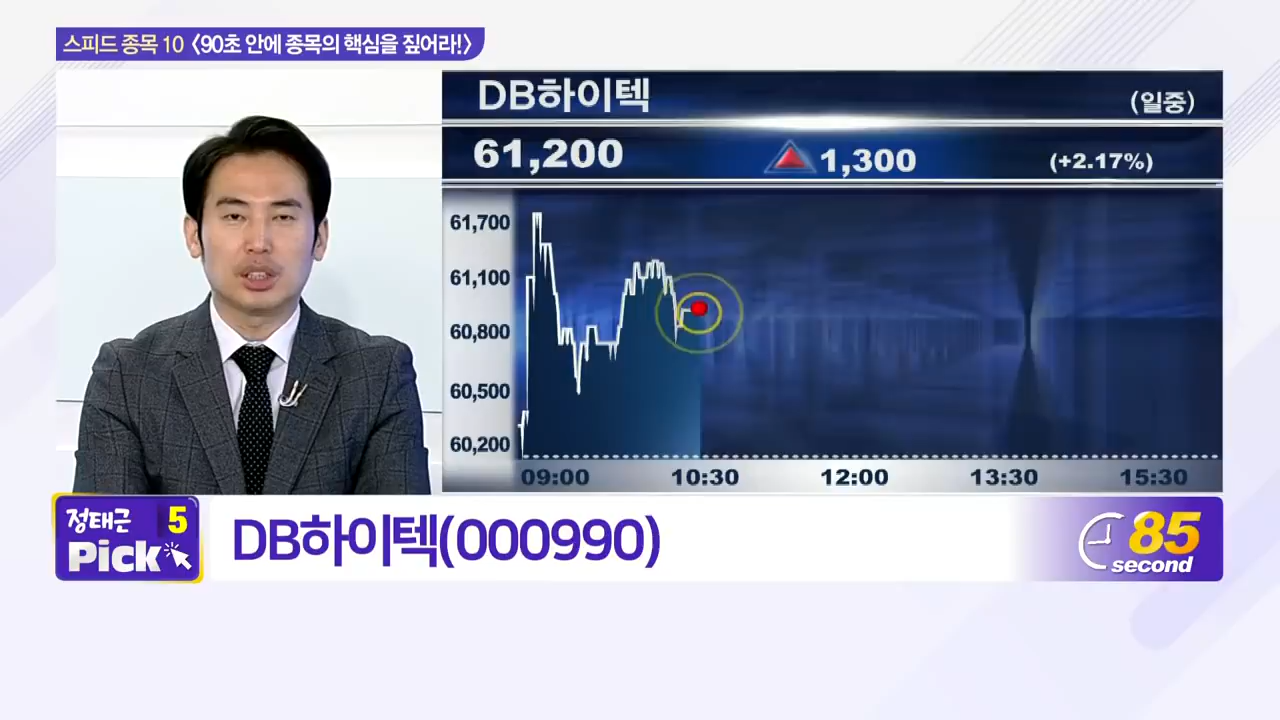 스피드 종목 10 <90초 안에 종목의 핵심을 짚어라!>
DB하이텍
(일중)
61,200 ▲ 1,300 (+2.17%)
61,700
61,100
60,800
60,500
60,200
09:00 10:30 12:00 13:30 15:30
정태근 5
Pick
DB하이텍(000990)
85
second